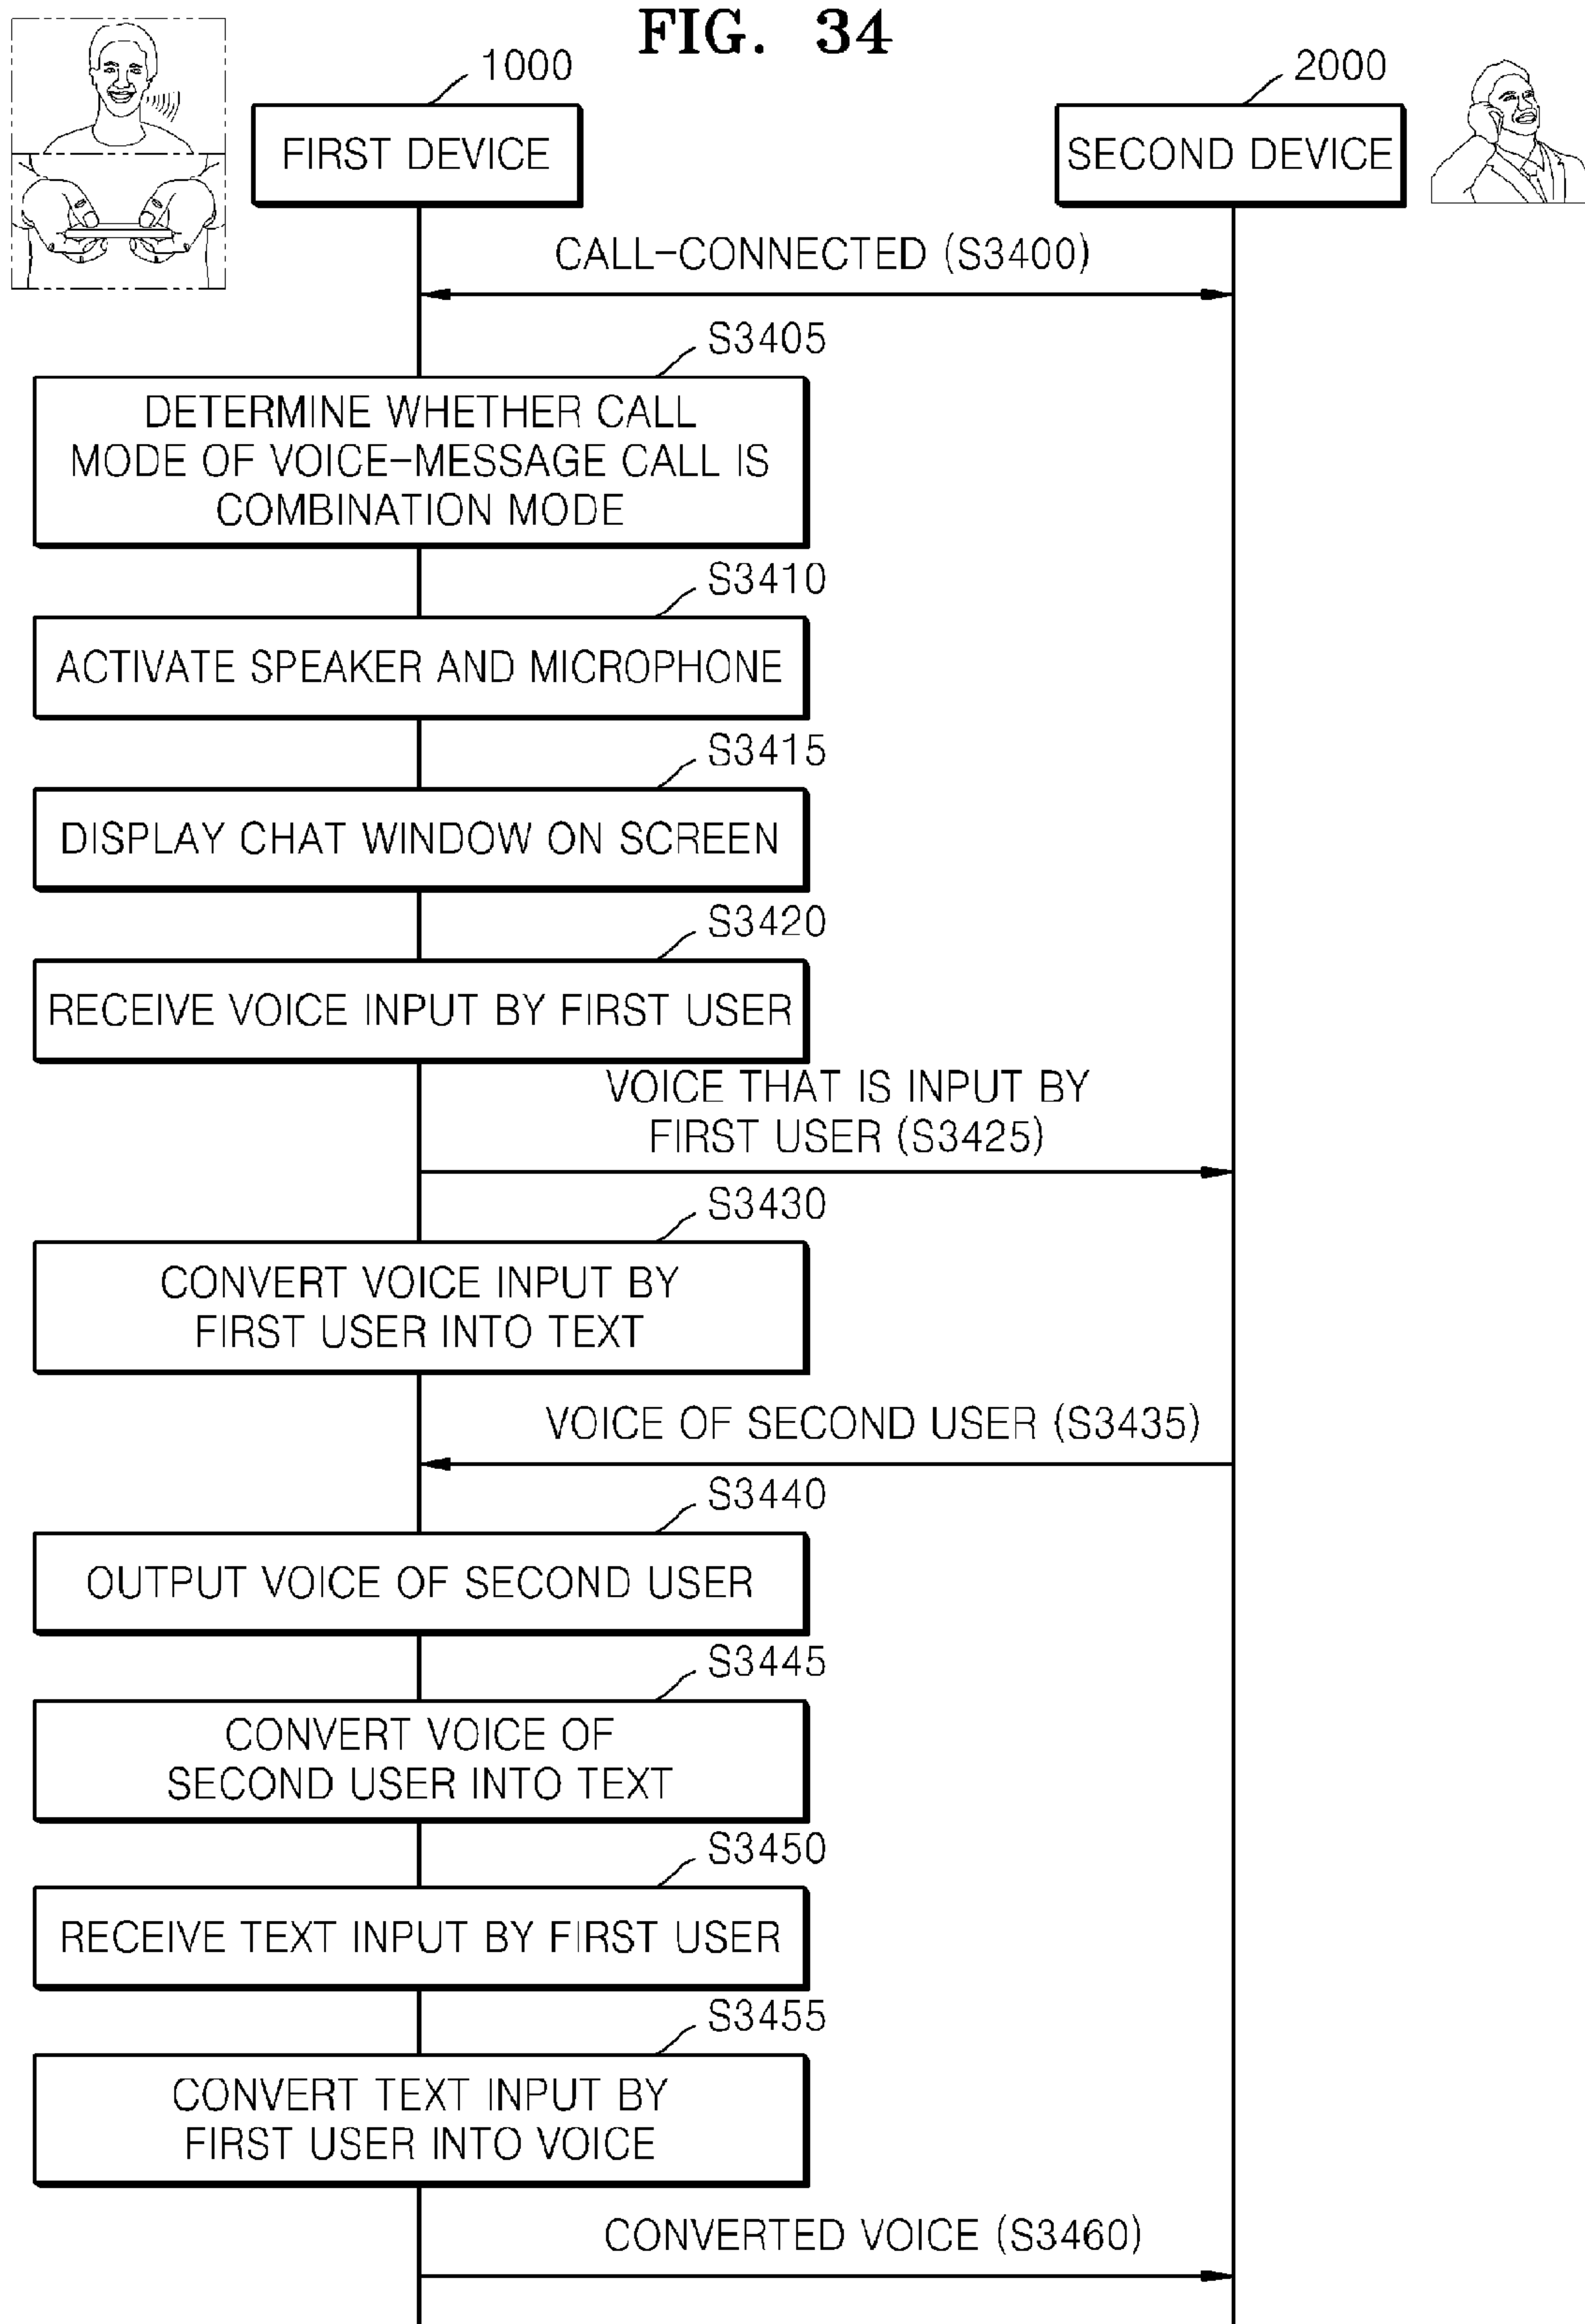 FIG. 34
1000
2000
FIRST DEVICE
SECOND DEVICE
CALL-CONNECTED (S3400)
S3405
DETERMINE WHETHER CALL
MODE OF VOICE-MESSAGE CALL IS
COMBINATION MODE
S3410
ACTIVATE SPEAKER AND MICROPHONE
S3415
DISPLAY CHAT WINDOW ON SCREEN
S3420
RECEIVE VOICE INPUT BY FIRST USER
VOICE THAT IS INPUT BY
FIRST USER (S3425)
S3430
CONVERT VOICE INPUT BY
FIRST USER INTO TEXT
VOICE OF SECOND USER (S3435)
S3440
OUTPUT VOICE OF SECOND USER
S3445
CONVERT VOICE OF
SECOND USER INTO TEXT
S3450
RECEIVE TEXT INPUT BY FIRST USER
S3455
CONVERT TEXT INPUT BY
FIRST USER INTO VOICE
CONVERTED VOICE (S3460)